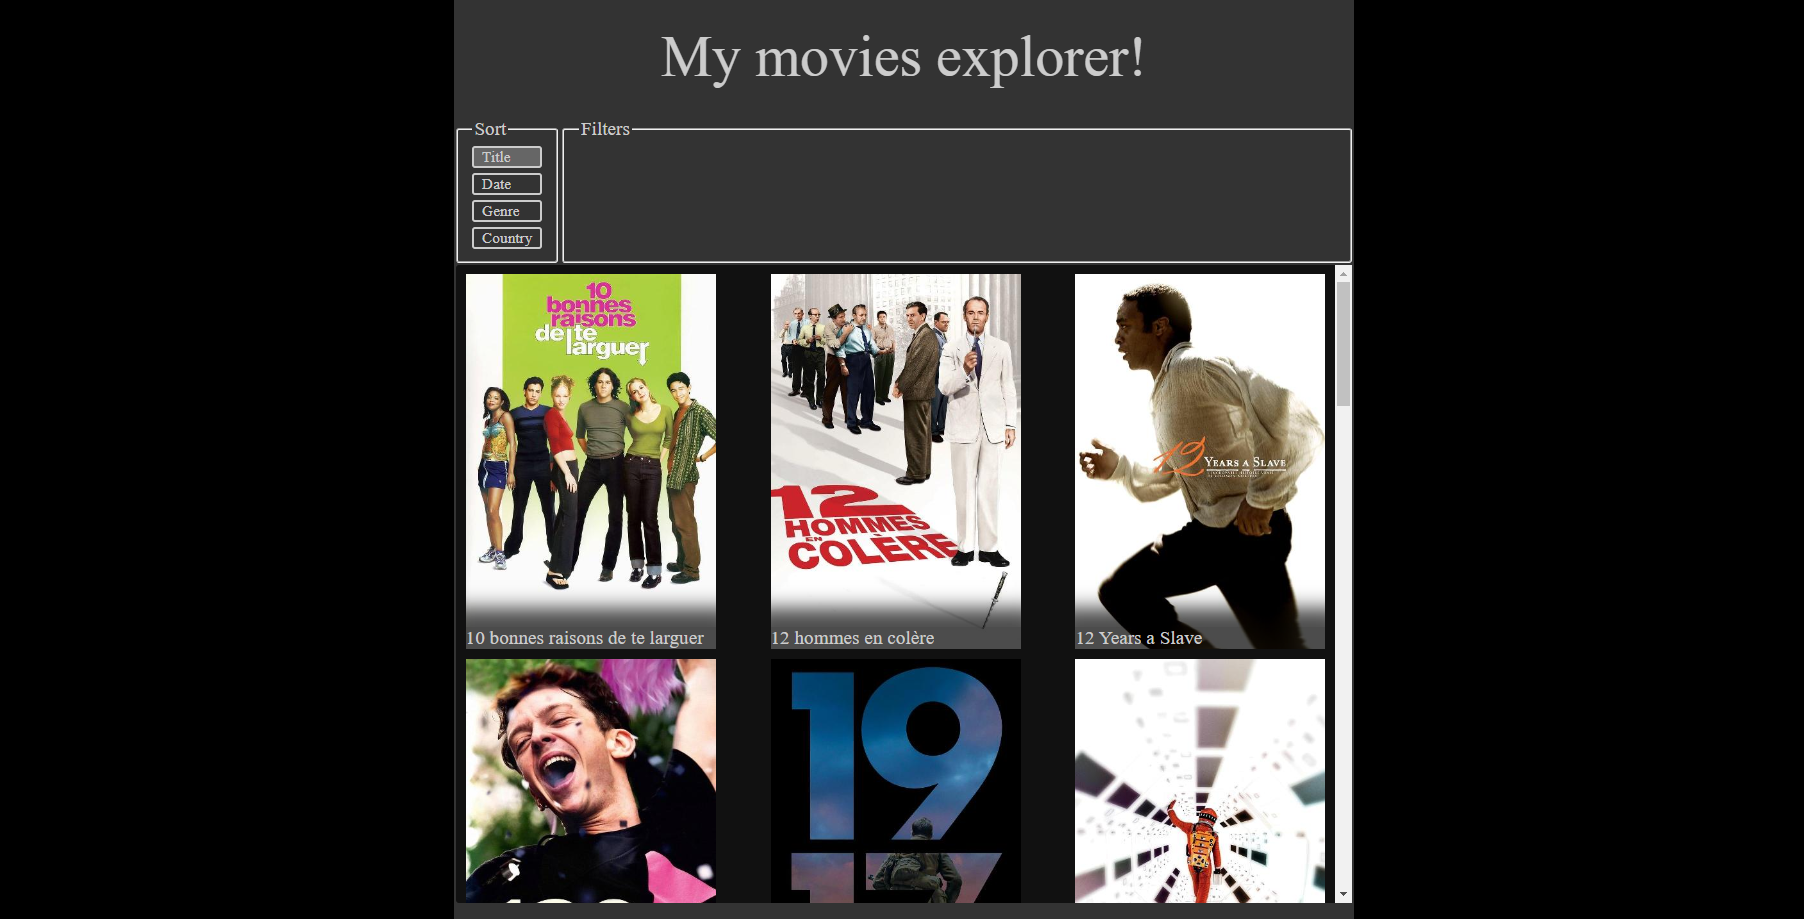 My movies explorer!
Sort
Filters
Title
Date
Genre
Country
10
bonnes
raisons
de te
larguer
12
HOMMES
EN
COLÈRE
12 YEARS A SLAVE
10 bonnes raisons de te larguer
12 hommes en colère
12 Years a Slave
19
17